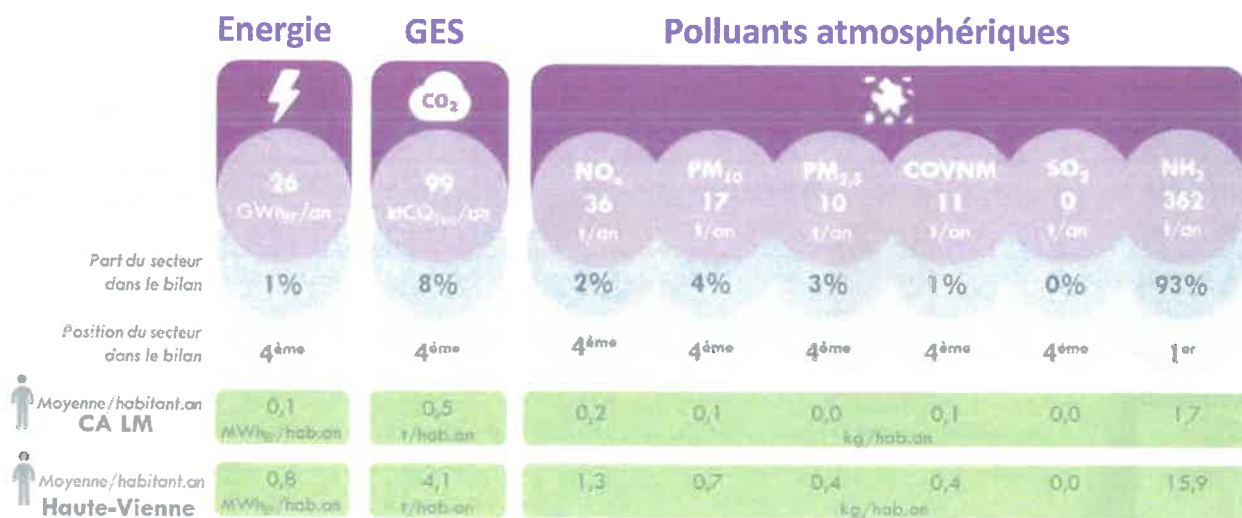 Energie GES Polluants atmosphériques
CO₂
NOₓ PM₁₀ PM₂,₅ COVNM SO₂ NH₃
26 99 36 17 10 11 0 362
GWhₑբ/an ktCO₂ₑₙ/an t/an t/an t/an t/an t/an t/an
Part du secteur
dans le bilan
1% 8% 2% 4% 3% 1% 0% 93%
Position du secteur
dans le bilan
4ème 4ème 4ème 4ème 4ème 4ème 4ème 1er
Moyenne/habitant.an
CA LM
0,1 0,5 0,2 0,1 0,0 0,1 0,0 1,7
/hab.an t/hab.an kg/hab.an
Moyenne/habitant.an
Haute-Vienne
0,8 4,1 1,3 0,7 0,4 0,4 0,0 15,9
/hab.an t/hab.an kg/hab.an